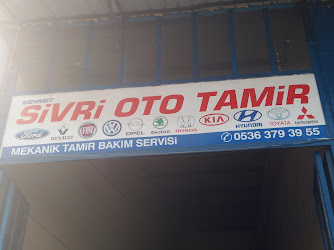 MEHMET
SİVRİ OTO TAMİR
Ford RENAULT FIAT OPEL SKODA HONDA KIA HYUNDAI TOYOTA MITSUBISHI
MEKANİK TAMİR BAKIM SERVİSİ 0536 379 39 55